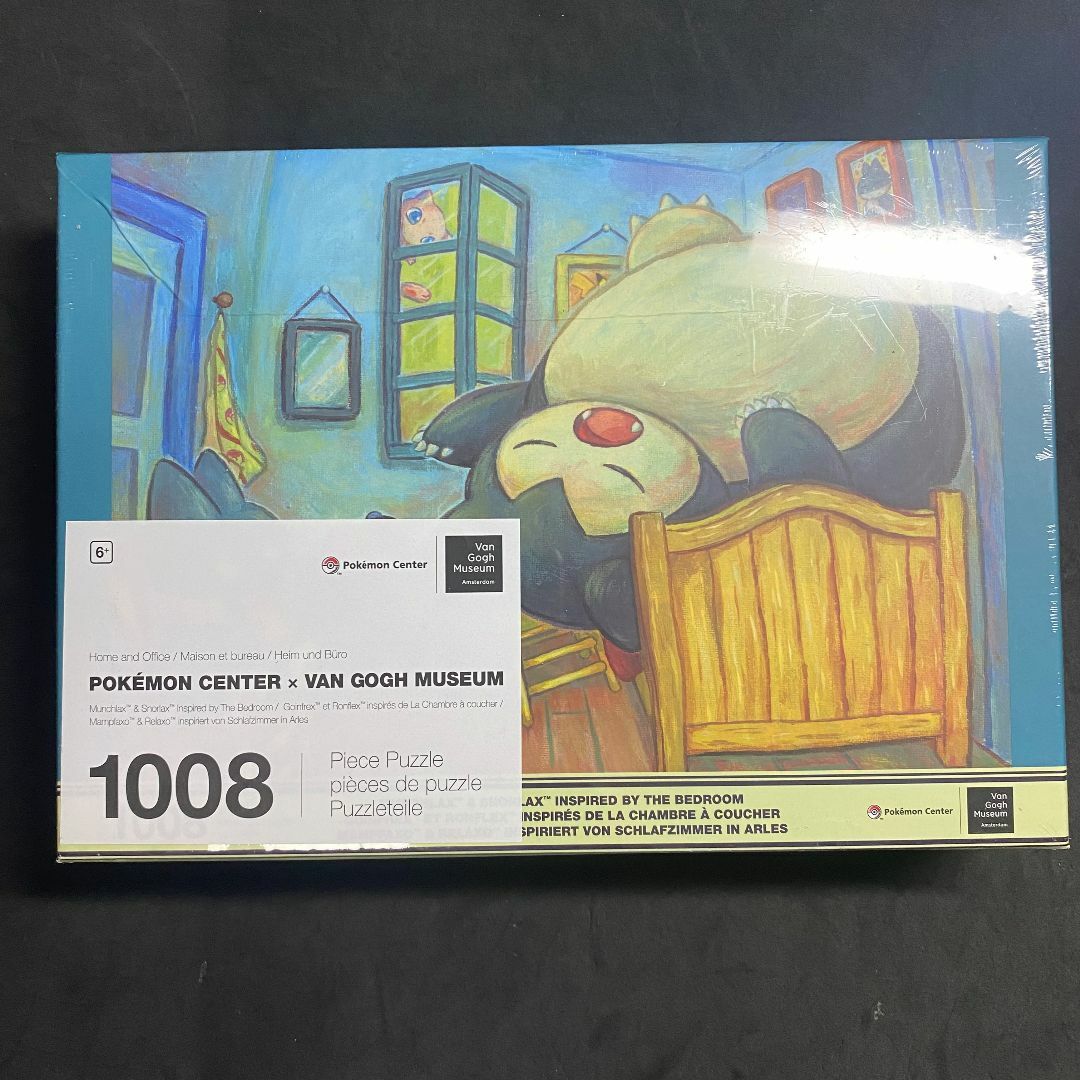 6+
Pokémon Center
Van
Gogh
Museum
Amsterdam
Home and Office / Maison et bureau / Heim und Büro
POKÉMON CENTER × VAN GOGH MUSEUM
Munchlax™ & Snorlax™ Inspired by The Bedroom / Goinfrex™ et Ronflex™ inspirés de La Chambre à coucher /
Mampfaxo™ & Relaxo™ inspiriert von Schlafzimmer in Arles
1008
Piece Puzzle
pièces de puzzle
Puzzleteile
LAX™ INSPIRED BY THE BEDROOM
INSPIRÉS DE LA CHAMBRE À COUCHER
SPIRIERT VON SCHLAFZIMMER IN ARLES
Pokémon Center
Van
Gogh
Museum
Amsterdam